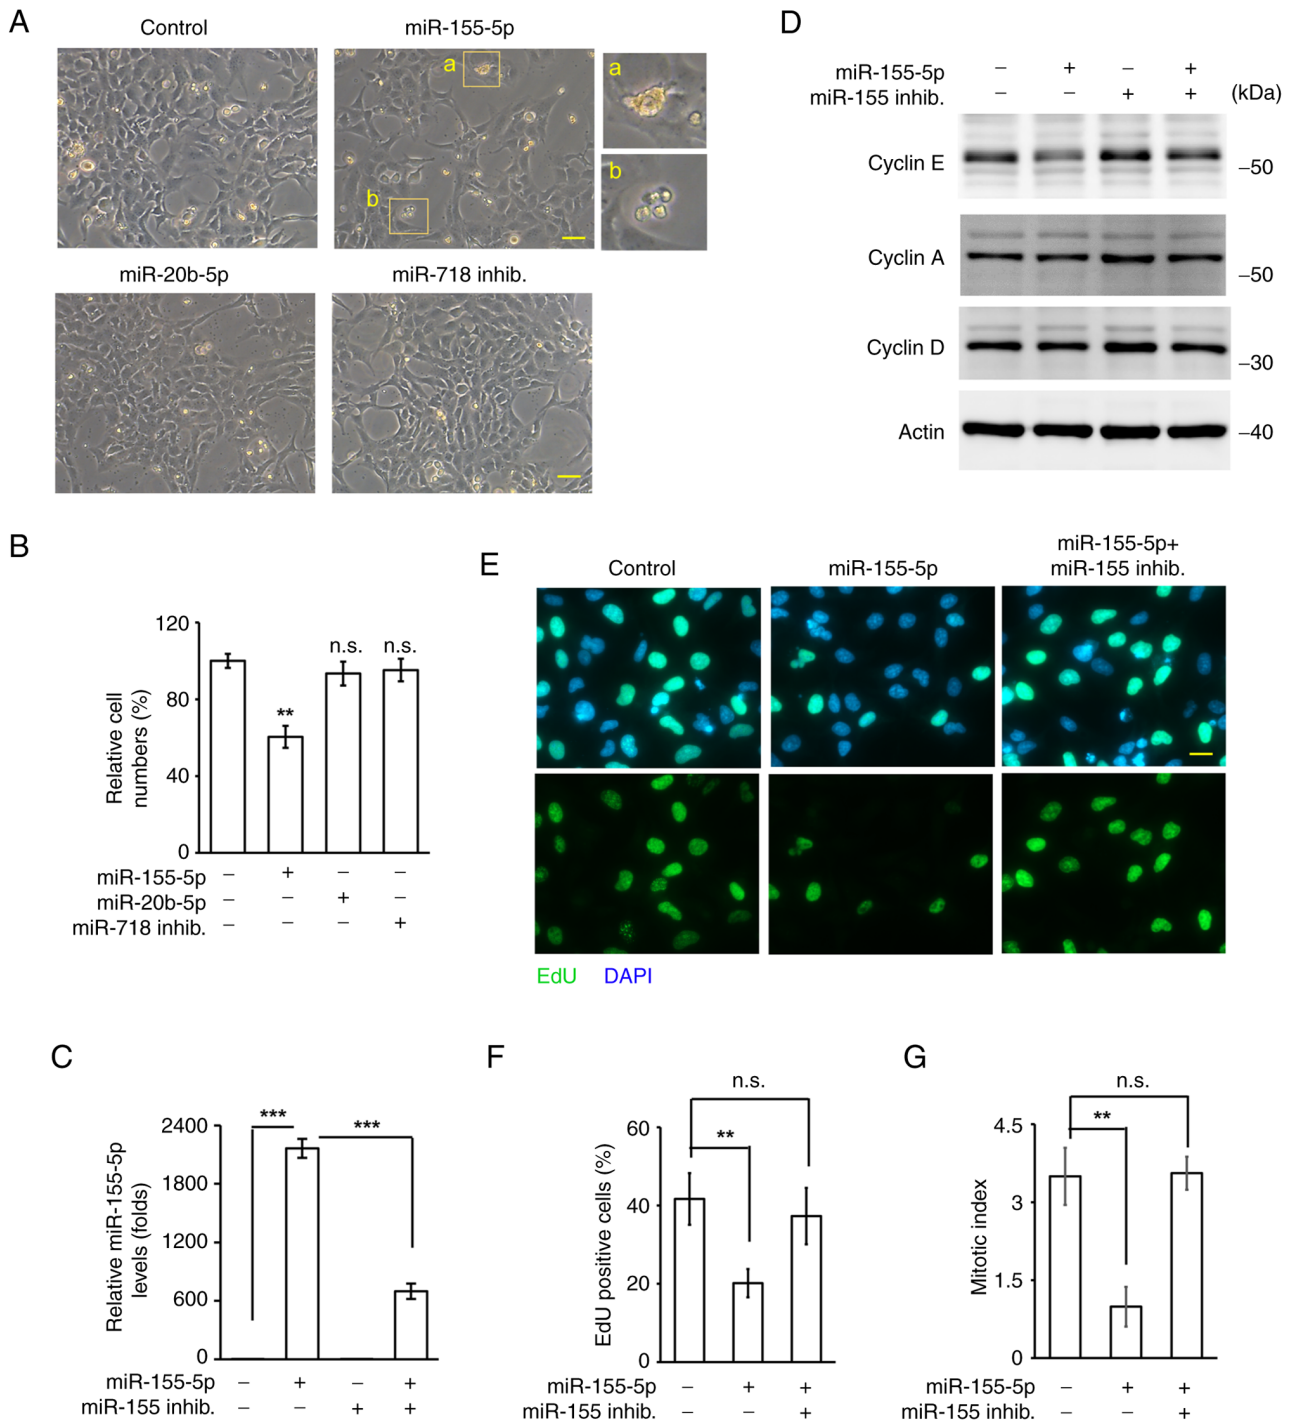 A
Control
miR-155-5p
a
b
a
b
miR-20b-5p
miR-718 inhib.
D
miR-155-5p − + − +
miR-155 inhib. − − + + (kDa)
Cyclin E −50
Cyclin A −50
Cyclin D −30
Actin −40
B
Relative cell
numbers (%)
120
80
40
0
**
n.s.
n.s.
miR-155-5p − + − −
miR-20b-5p − − + −
miR-718 inhib. − − − +
E
Control
miR-155-5p
miR-155-5p+
miR-155 inhib.
EdU DAPI
C
Relative miR-155-5p
levels (folds)
2400
1800
1200
600
0
***
***
miR-155-5p − + − +
miR-155 inhib. − − + +
F
EdU positive cells (%)
60
40
20
0
n.s.
**
miR-155-5p − + +
miR-155 inhib. − − +
G
Mitotic index
4.5
3
1.5
0
n.s.
**
miR-155-5p − + +
miR-155 inhib. − − +